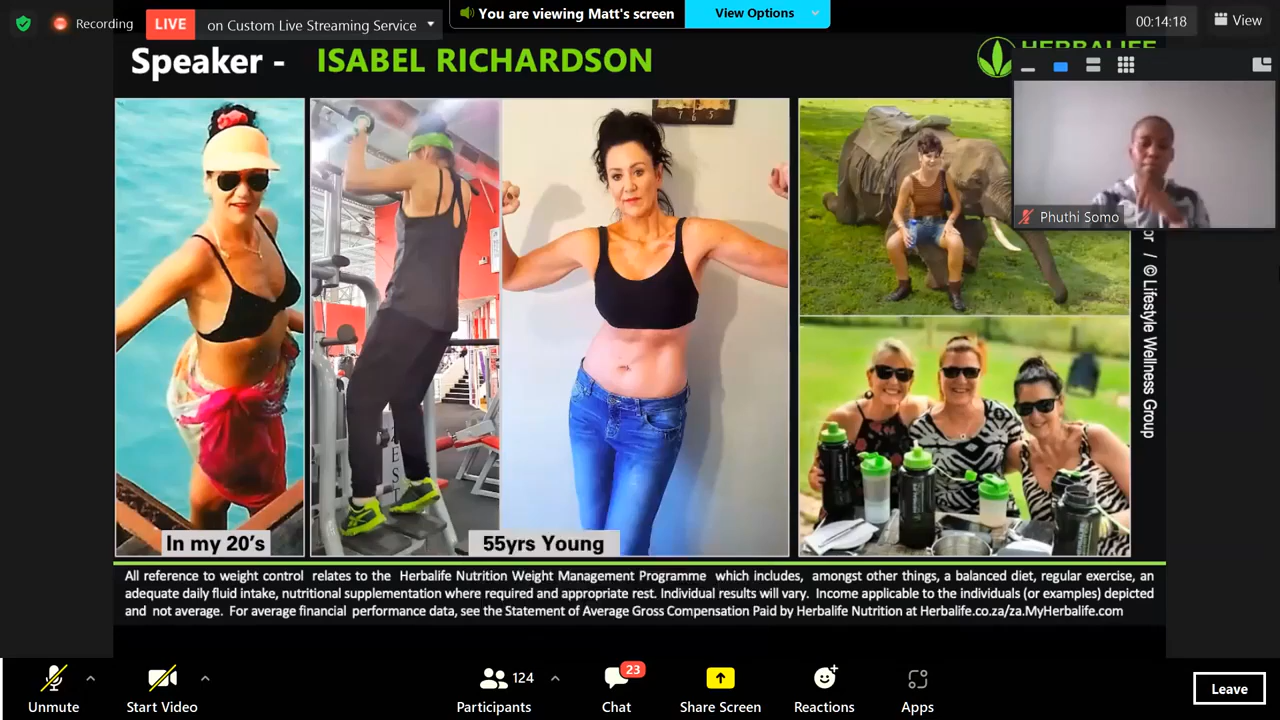 Recording
LIVE on Custom Live Streaming Service
You are viewing Matt's screen
View Options
00:14:18
View
Speaker - ISABEL RICHARDSON
HERBALIFE
Phuthi Somo
In my 20's
55yrs Young
/ © Lifestyle Wellness Group
All reference to weight control relates to the Herbalife Nutrition Weight Management Programme which includes, amongst other things, a balanced diet, regular exercise, an
adequate daily fluid intake, nutritional supplementation where required and appropriate rest. Individual results will vary. Income applicable to the individuals (or examples) depicted
and not average. For average financial performance data, see the Statement of Average Gross Compensation Paid by Herbalife Nutrition at Herbalife.co.za/za.MyHerbalife.com
Unmute
Start Video
124
Participants
23
Chat
Share Screen
Reactions
Apps
Leave